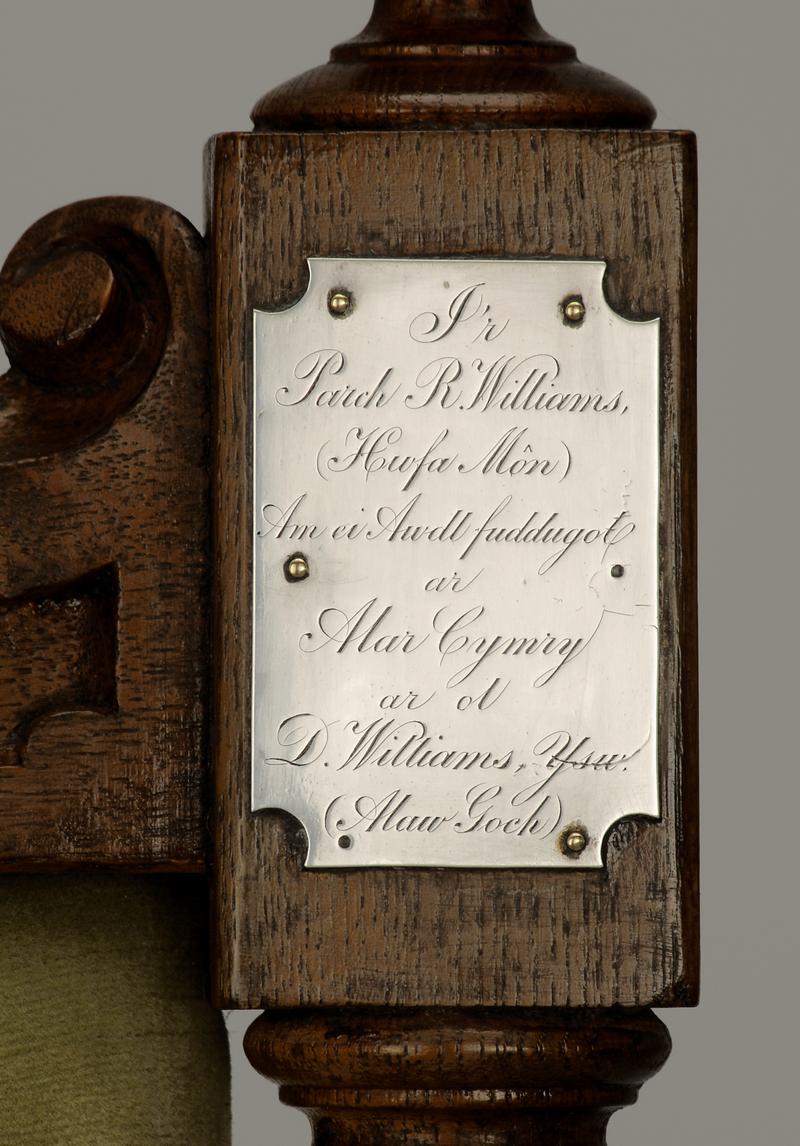 I'r
Parch R. Williams,
(Hwfa Môn)
Am ei Awdl fuddugol
ar
Alar Cymry
ar ol
D. Williams, Ysw.
(Alaw Goch)